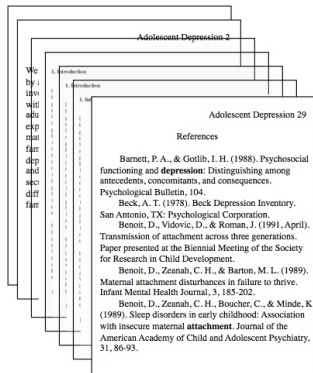 Adolescent Depression 2
We
by
1. Introduction
1. Introduction
1. Int
inv
with
adu
exp
mat
fam
dep
and
sec
diff
fam
Adolescent Depression 29
References
Barnett, P. A., & Gotlib, I. H. (1988). Psychosocial
functioning and depression: Distinguishing among
antecedents, concomitants, and consequences.
Psychological Bulletin, 104.
Beck, A. T. (1978). Beck Depression Inventory.
San Antonio, TX: Psychological Corporation.
Benoit, D., Vidovic, D., & Roman, J. (1991, April).
Transmission of attachment across three generations.
Paper presented at the Biennial Meeting of the Society
for Research in Child Development.
Benoit, D., Zeanah, C. H., & Barton, M. L. (1989).
Maternal attachment disturbances in failure to thrive.
Infant Mental Health Journal, 3, 185-202.
Benoit, D., Zeanah, C. H., Boucher, C., & Minde, K
(1989). Sleep disorders in early childhood: Association
with insecure maternal attachment. Journal of the
American Academy of Child and Adolescent Psychiatry,
31, 86-93.